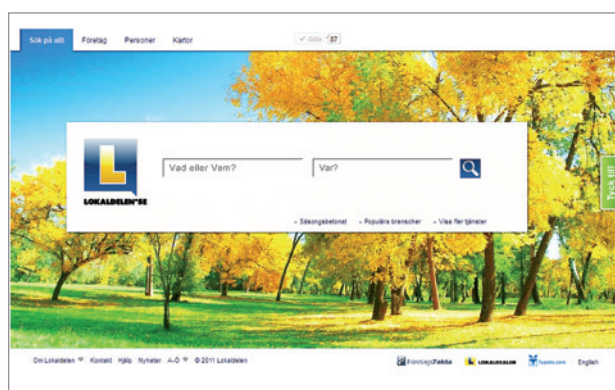 Sök på allt Företag Personer Kartor Gilla 37
Vad eller Vem? Var?
Tyck till
LOKALDELEN.SE
Säsongsbetonat Populära branscher Visa fler tjänster
Om Lokaldelen Kontakt Hjälp Nyheter A-Ö © 2011 Lokaldelen FöretagsFakta LOKALDELEN English